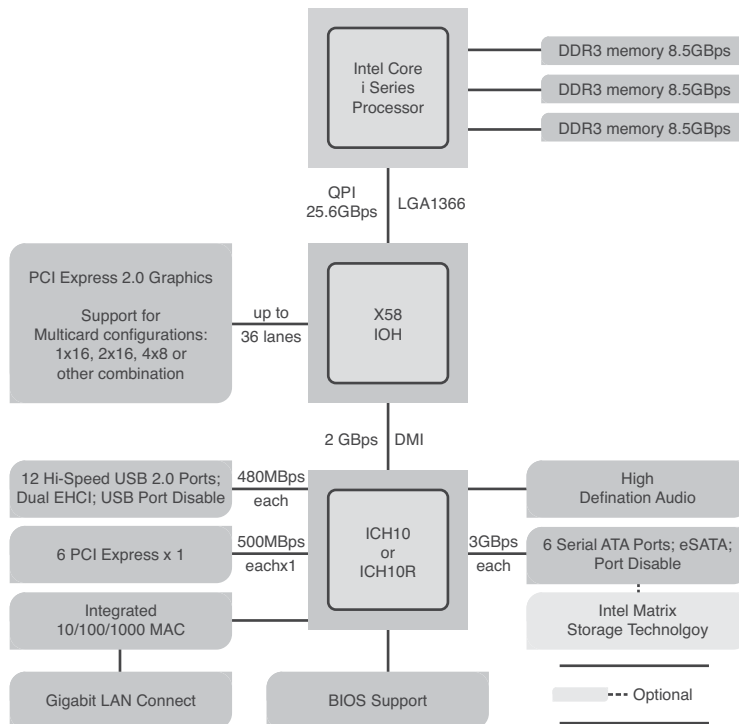 Intel Core
i Series
Processor
DDR3 memory 8.5GBps
DDR3 memory 8.5GBps
DDR3 memory 8.5GBps
QPI
25.6GBps
LGA1366
PCI Express 2.0 Graphics
Support for
Multicard configurations:
1x16, 2x16, 4x8 or
other combination
up to
36 lanes
X58
IOH
2 GBps
DMI
12 Hi-Speed USB 2.0 Ports;
Dual EHCI; USB Port Disable
480MBps
each
High
Defination Audio
6 PCI Express x 1
500MBps
eachx1
ICH10
or
ICH10R
3GBps
each
6 Serial ATA Ports; eSATA;
Port Disable
Integrated
10/100/1000 MAC
Intel Matrix
Storage Technolgoy
Gigabit LAN Connect
BIOS Support
Optional